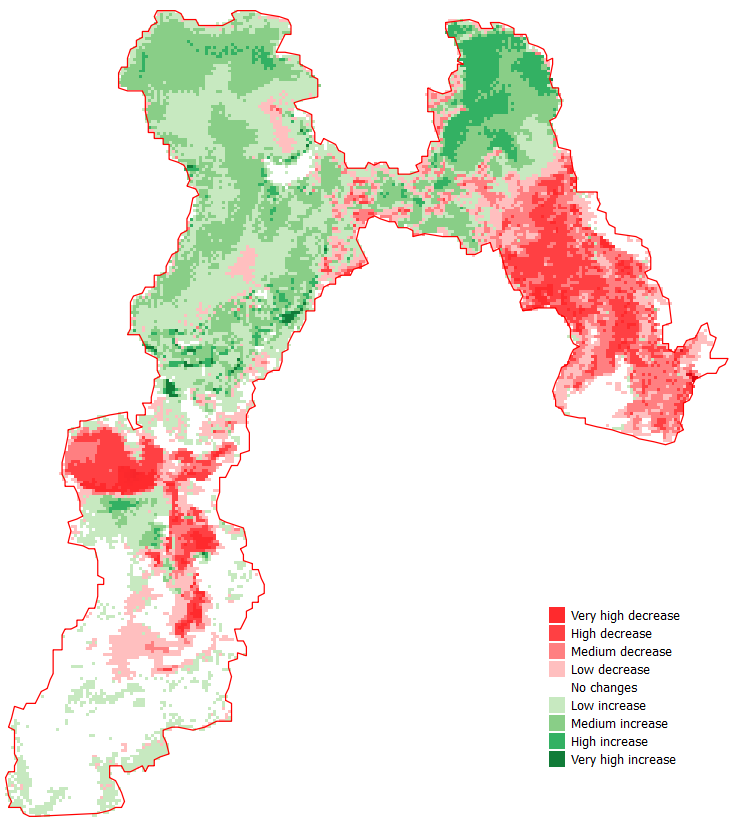 Very high decrease
High decrease
Medium decrease
Low decrease
No changes
Low increase
Medium increase
High increase
Very high increase